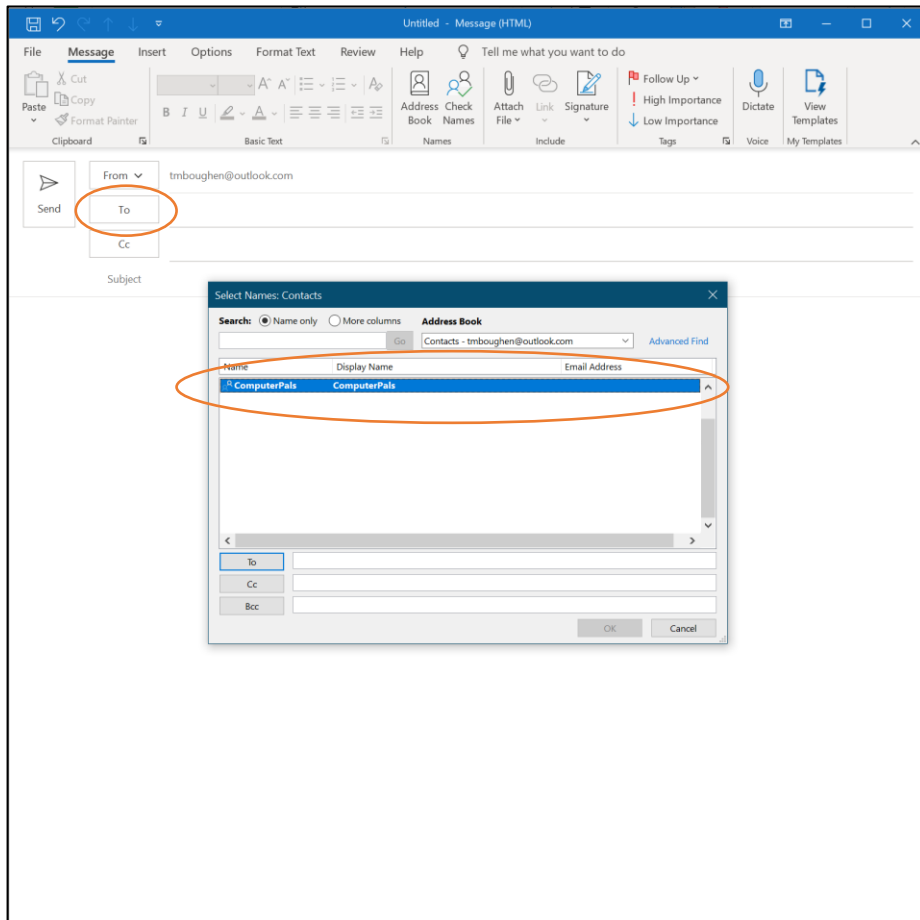 Untitled - Message (HTML)
File Message Insert Options Format Text Review Help Tell me what you want to do
Paste
Cut
Copy
Format Painter
Clipboard
A A
B I U A
Basic Text
Address Book
Check Names
Names
Attach File
Link
Signature
Include
Follow Up
High Importance
Low Importance
Tags
Dictate
Voice
View Templates
My Templates
Send
From tmboughen@outlook.com
To
Cc
Subject
Select Names: Contacts
Search: Name only More columns Address Book
Go Contacts - tmboughen@outlook.com Advanced Find
Name Display Name Email Address
ComputerPals ComputerPals
To
Cc
Bcc
OK Cancel